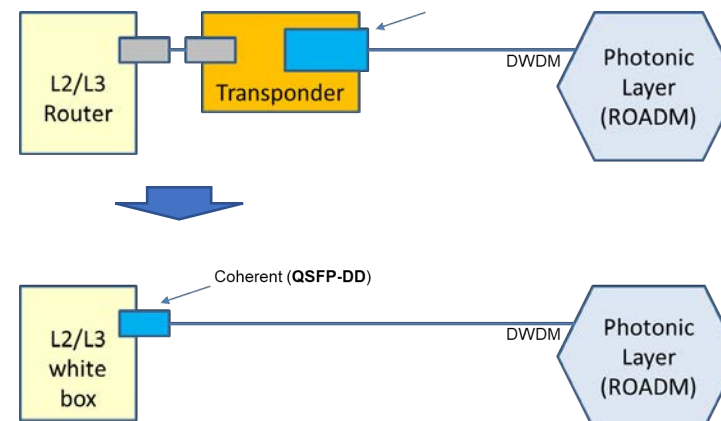 L2/L3
Router
Transponder
DWDM
Photonic
Layer
(ROADM)
Coherent (QSFP-DD)
L2/L3
white
box
DWDM
Photonic
Layer
(ROADM)